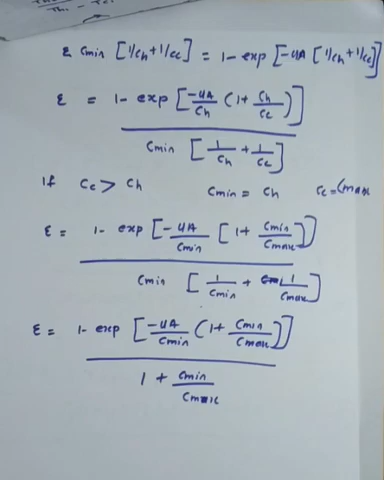 Th₁ - Tc₁
ε Cmin [1/Ch + 1/Cc] = 1 - exp [-UA [1/Ch + 1/Cc]]
ε = 1 - exp [-UA/Ch (1 + Ch/Cc)]
Cmin [1/Ch + 1/Cc]
If Cc > Ch Cmin = Ch Cc = Cmax
ε = 1 - exp [-UA/Cmin [1 + Cmin/Cmax)]
Cmin [1/Cmin + 1/Cmax]
ε = 1 - exp [-UA/Cmin (1 + Cmin/Cmax)]
1 + Cmin/Cmax